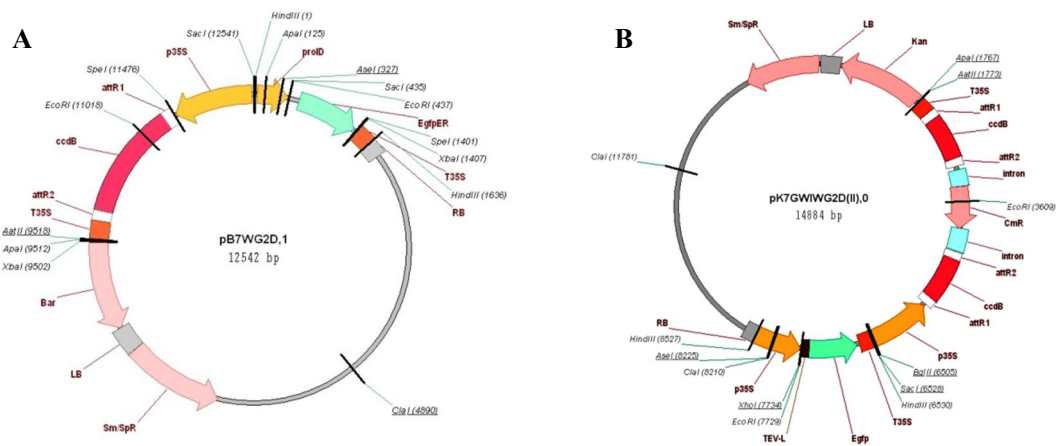 A
HindIII (1)
SacI (12541)
ApaI (125)
p35S
prolD
AseI (327)
SpeI (11476)
SacI (435)
attR1
EcoRI (437)
EcoRI (11018)
EgfpER
SpeI (1401)
ccdB
XbaI (1407)
T35S
attR2
HindIII (1636)
T35S
RB
AatII (9518)
pB7WG2D,1
ApaI (9512)
12542 bp
XbaI (9502)
Bar
LB
Sm/SpR
ClaI (4890)
B
Sm/SpR
LB
Kan
ApaI (1767)
AatII (1773)
T35S
attR1
ccdB
ClaI (11781)
attR2
intron
pK7GWIWG2D(II),0
EcoRI (3609)
14884 bp
CmR
intron
attR2
ccdB
RB
attR1
HindIII (8527)
AseI (8225)
p35S
ClaI (8210)
BglII (6505)
p35S
SacI (6528)
XhoI (7734)
HindIII (6530)
EcoRI (7729)
T35S
TEV-L
Egfp